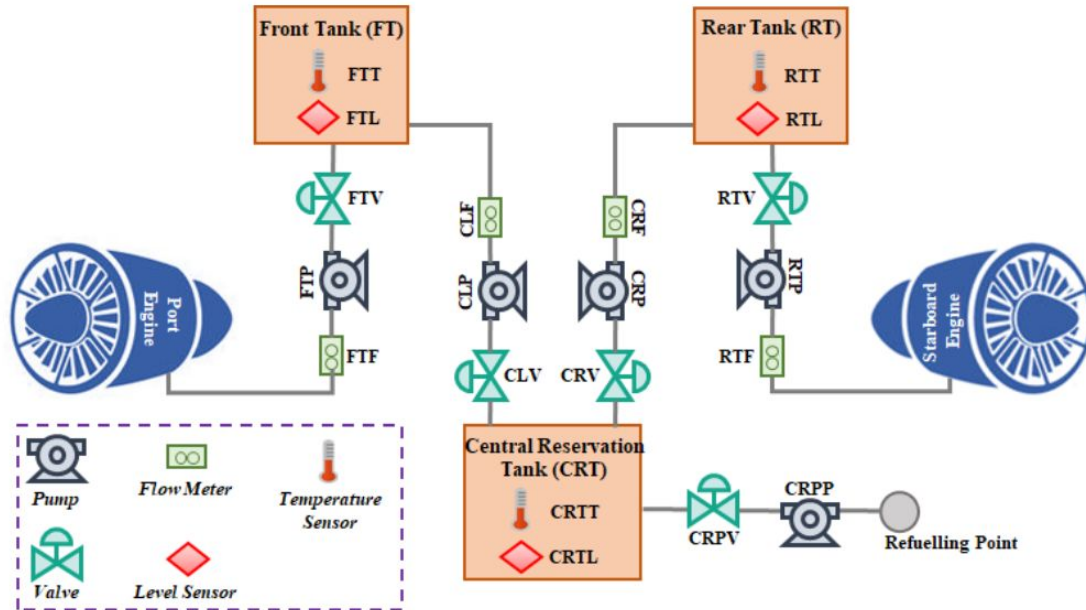 Front Tank (FT)
FTT
FTL
Rear Tank (RT)
RTT
RTL
FTV
CLF
CRF
RTV
FTP
CLP
CRP
RTP
Port
Engine
Starboard
Engine
FTF
CLV
CRV
RTF
Central Reservation
Tank (CRT)
CRTT
CRTL
CRPV
CRPP
Refuelling Point
Pump
Flow Meter
Temperature
Sensor
Valve
Level Sensor